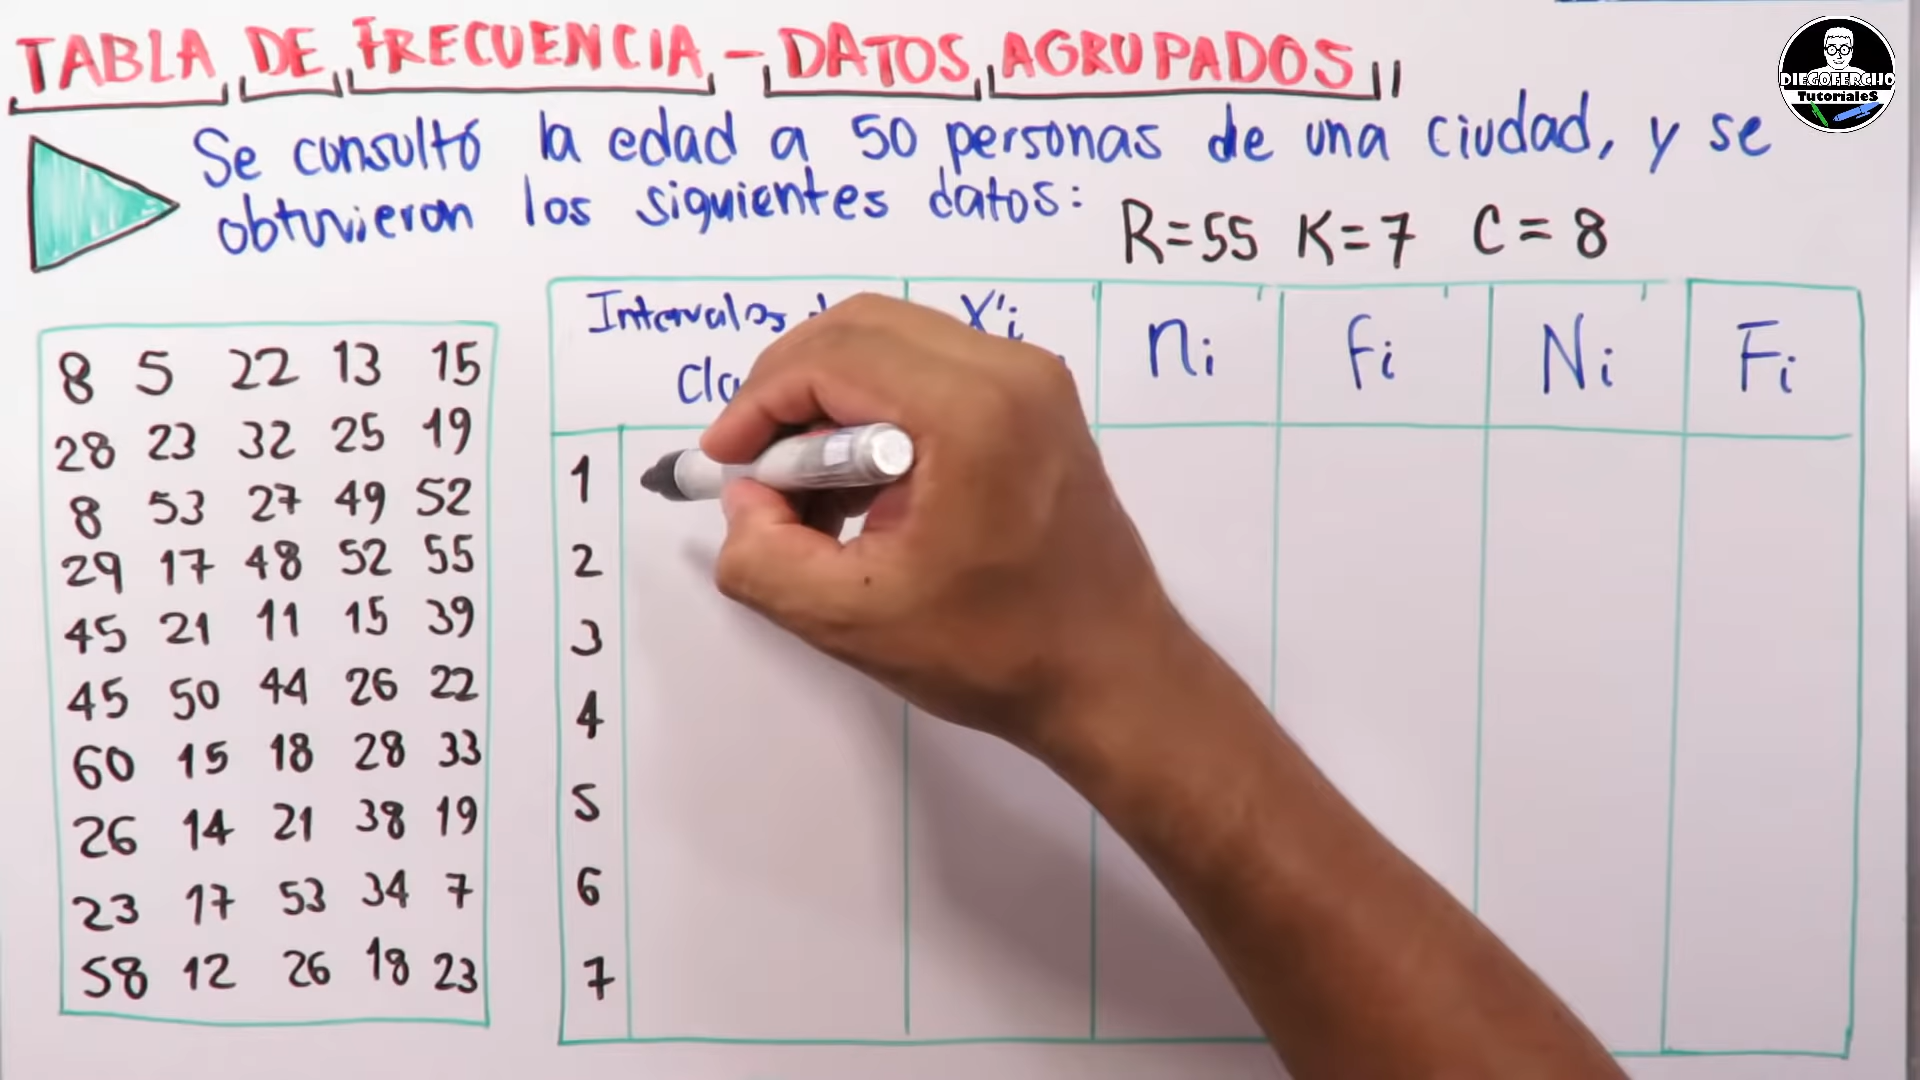 TABLA DE FRECUENCIA - DATOS AGRUPADOS
DIEGOFERCHO
TutorialeS
Se consultó la edad a 50 personas de una ciudad, y se
obtuvieron los siguientes datos:
R=55 K=7 C=8
8 5 22 13 15
28 23 32 25 19
8 53 27 49 52
29 17 48 52 55
45 21 11 15 39
45 50 44 26 22
60 15 18 28 33
26 14 21 38 19
23 17 53 34 7
58 12 26 18 23
Intervalos X'i ni fi Ni Fi
1
2
3
4
5
6
7